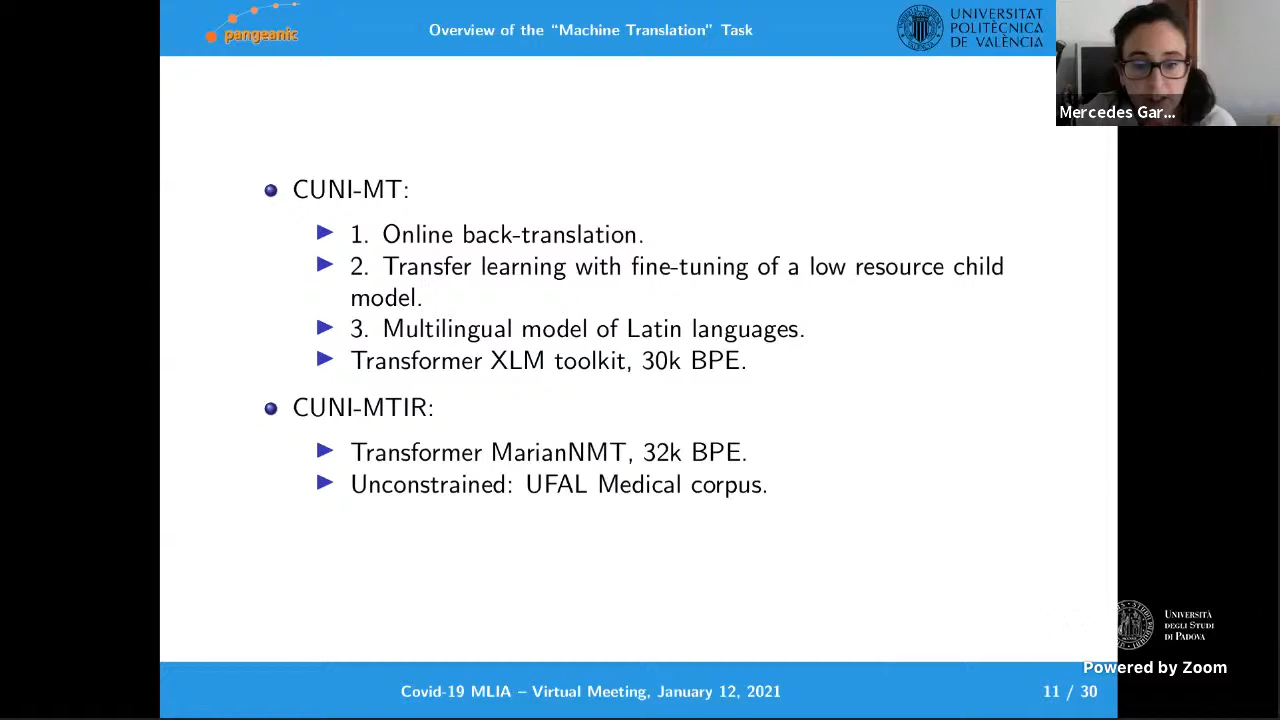 pangeanic
Overview of the “Machine Translation” Task
UNIVERSITAT
POLITÈCNICA
DE VALÈNCIA
Mercedes Gar...
CUNI-MT:
1. Online back-translation.
2. Transfer learning with fine-tuning of a low resource child
model.
3. Multilingual model of Latin languages.
Transformer XLM toolkit, 30k BPE.
CUNI-MTIR:
Transformer MarianNMT, 32k BPE.
Unconstrained: UFAL Medical corpus.
UNIVERSITÀ
DEGLI STUDI
DI PADOVA
Powered by Zoom
Covid-19 MLIA – Virtual Meeting, January 12, 2021
11 / 30